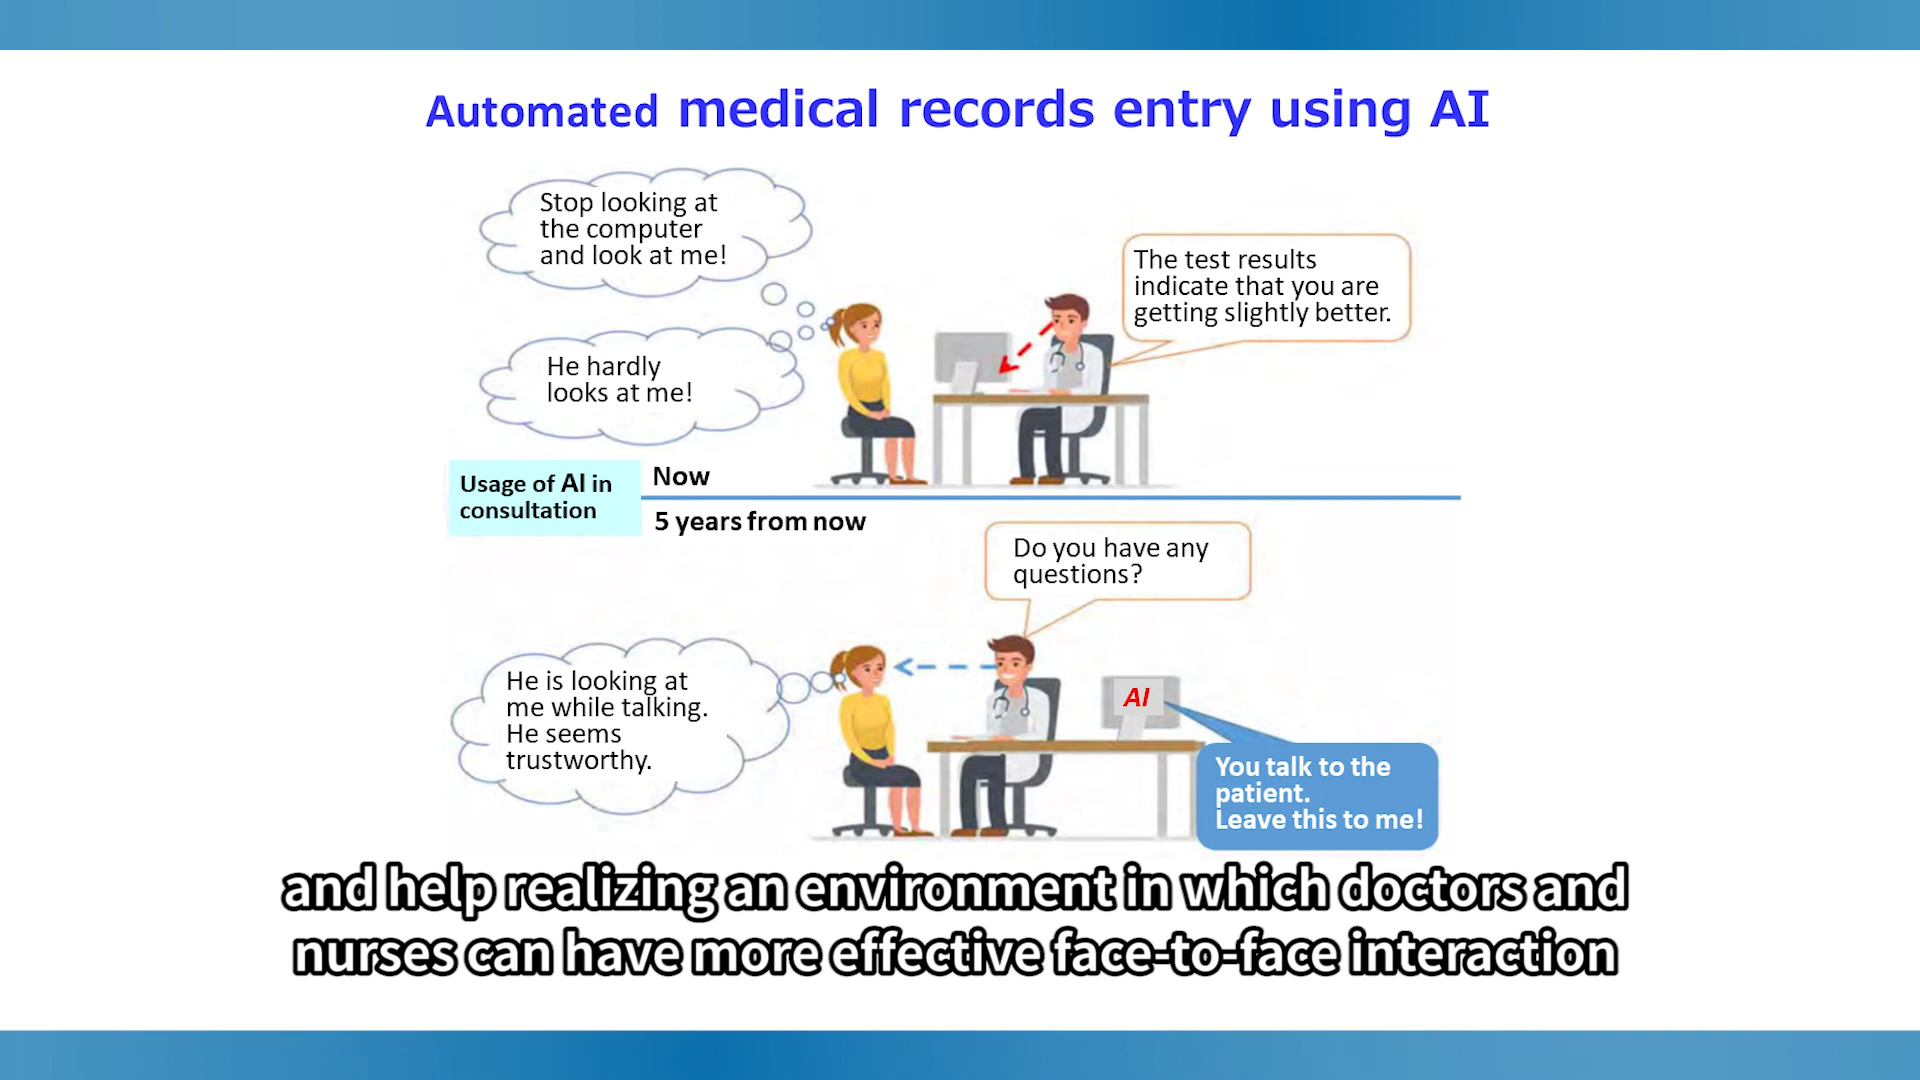 Automated medical records entry using AI
Stop looking at
the computer
and look at me!
The test results
indicate that you are
getting slightly better.
He hardly
looks at me!
Usage of AI in
consultation
Now
5 years from now
Do you have any
questions?
He is looking at
me while talking.
He seems
trustworthy.
AI
You talk to the
patient.
Leave this to me!
and help realizing an environment in which doctors and
nurses can have more effective face-to-face interaction